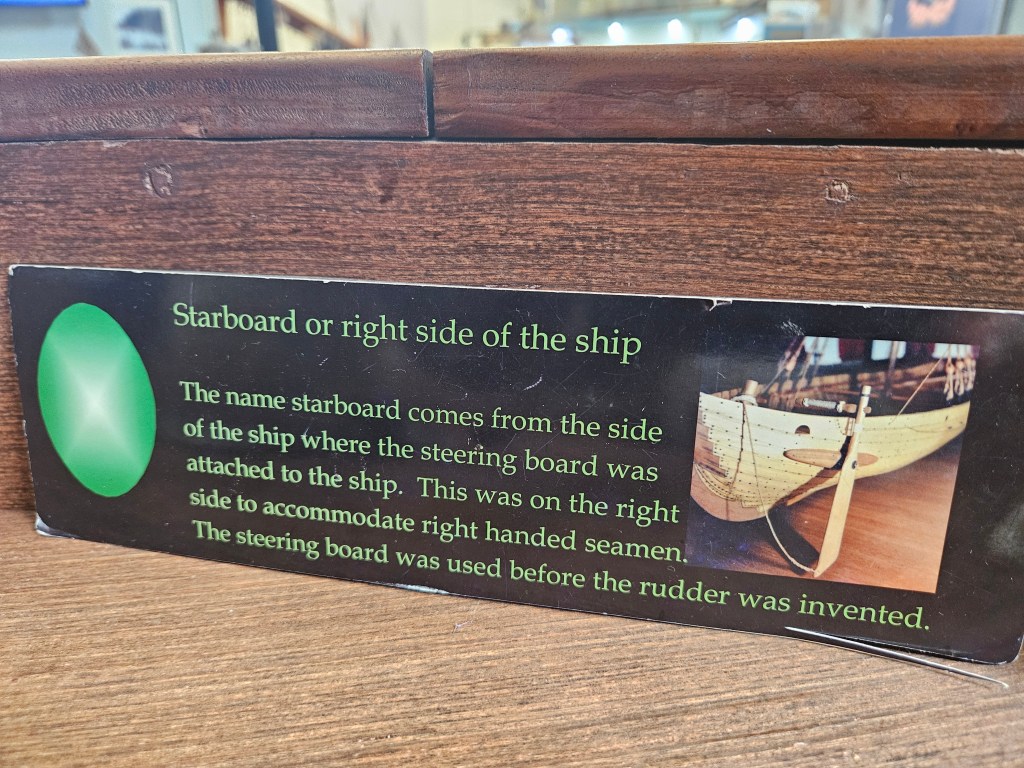 Starboard or right side of the ship
The name starboard comes from the side
of the ship where the steering board was
attached to the ship. This was on the right
side to accommodate right handed seamen.
The steering board was used before the rudder was invented.